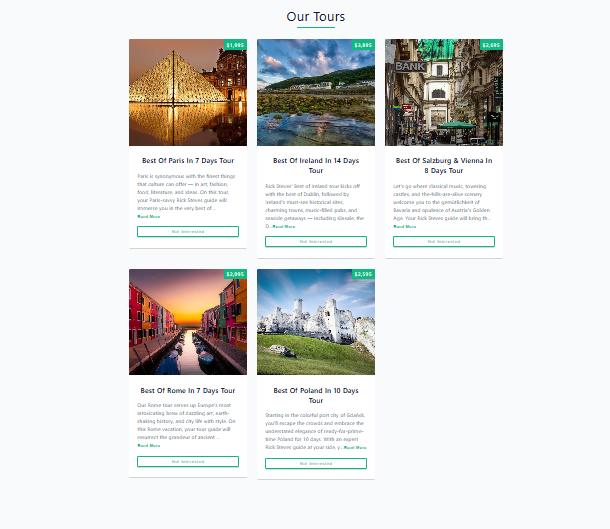 Our Tours
$1,995
$3,895
BANK
$2,695
Best Of Paris In 7 Days Tour
Paris is synonymous with the finest things
that culture can offer — in art, fashion,
food, literature, and ideas. On this tour,
your Paris-savvy Rick Steves guide will
immerse you in the very best of ...
Read More
Not Interested
Best Of Ireland In 14 Days
Tour
Rick Steves' Best of Ireland tour kicks off
with the best of Dublin, followed by
Ireland's must-see historical sites,
charming towns, music-filled pubs, and
seaside getaways — including Kinsale, the
D...Read More
Not Interested
Best Of Salzburg & Vienna In
8 Days Tour
Let's go where classical music, towering
castles, and the-hills-are-alive scenery
welcome you to the gemütlichkeit of
Bavaria and opulence of Austria's Golden
Age. Your Rick Steves guide will bring th...
Read More
Not Interested
$2,095
$2,595
Best Of Rome In 7 Days Tour
Our Rome tour serves up Europe's most
intoxicating brew of dazzling art, earth-
shaking history, and city life with style. On
this Rome vacation, your tour guide will
resurrect the grandeur of ancient ...
Read More
Not Interested
Best Of Poland In 10 Days
Tour
Starting in the colorful port city of Gdańsk,
you'll escape the crowds and embrace the
understated elegance of ready-for-prime-
time Poland for 10 days. With an expert
Rick Steves guide at your side, y...Read More
Not Interested